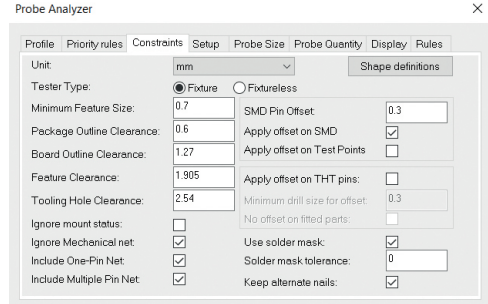 Probe Analyzer
Profile Priority rules Constraints Setup Probe Size Probe Quantity Display Rules
Unit: mm Shape definitions
Tester Type: Fixture Fixtureless
Minimum Feature Size: 0.7
Package Outline Clearance: 0.6
Board Outline Clearance: 1.27
Feature Clearance: 1.905
Tooling Hole Clearance: 2.54
Ignore mount status:
Ignore Mechanical net:
Include One-Pin Net:
Include Multiple Pin Net:
SMD Pin Offset: 0.3
Apply offset on SMD
Apply offset on Test Points
Apply offset on THT pins:
Minimum drill size for offset: 0.3
No offset on fitted parts:
Use solder mask:
Solder mask tolerance: 0
Keep alternate nails: